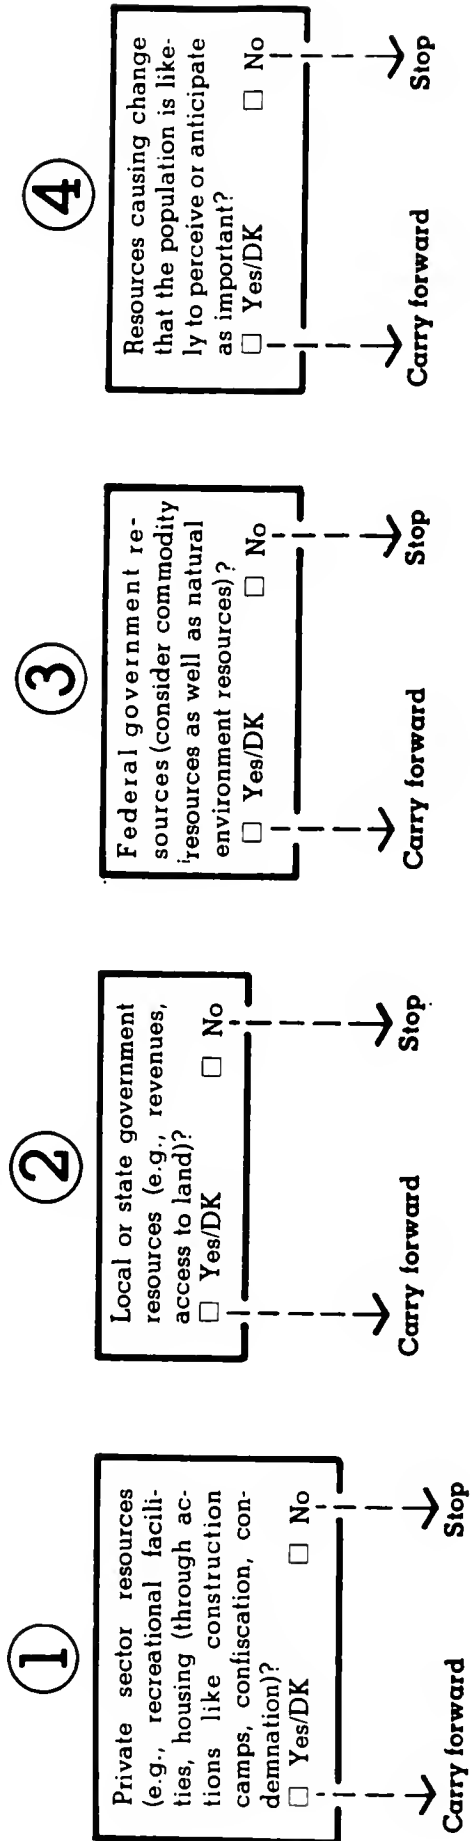 1
Private sector resources
(e.g., recreational facili-
ties, housing (through ac-
tions like construction
camps, confiscation, con-
demnation)?
☐ Yes/DK ☐ No
Carry forward Stop
2
Local or state government
resources (e.g., revenues,
access to land)?
☐ Yes/DK ☐ No
Carry forward Stop
3
Federal government re-
sources (consider commodity
resources as well as natural
environment resources)?
☐ Yes/DK ☐ No
Carry forward Stop
4
Resources causing change
that the population is like-
ly to perceive or anticipate
as important?
☐ Yes/DK ☐ No
Carry forward Stop